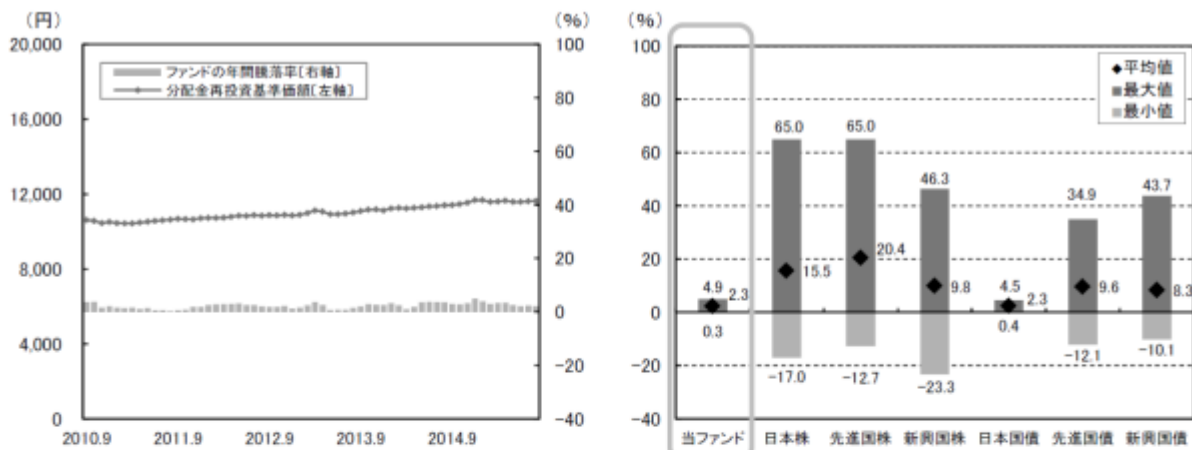 (円)
(%)
20,000
16,000
12,000
8,000
4,000
0
100
80
60
40
20
0
−20
−40
ファンドの年間騰落率[右軸]
分配金再投資基準価額[左軸]
2010.9 2011.9 2012.9 2013.9 2014.9
(%)
100
80
60
40
20
0
−20
−40
◆平均値
最大値
最小値
4.9 2.3 0.3
65.0 15.5 −17.0
65.0 20.4 −12.7
46.3 9.8 −23.3
4.5 2.3 0.4
34.9 9.6 −12.1
43.7 8.3 −10.1
当ファンド 日本株 先進国株 新興国株 日本国債 先進国債 新興国債